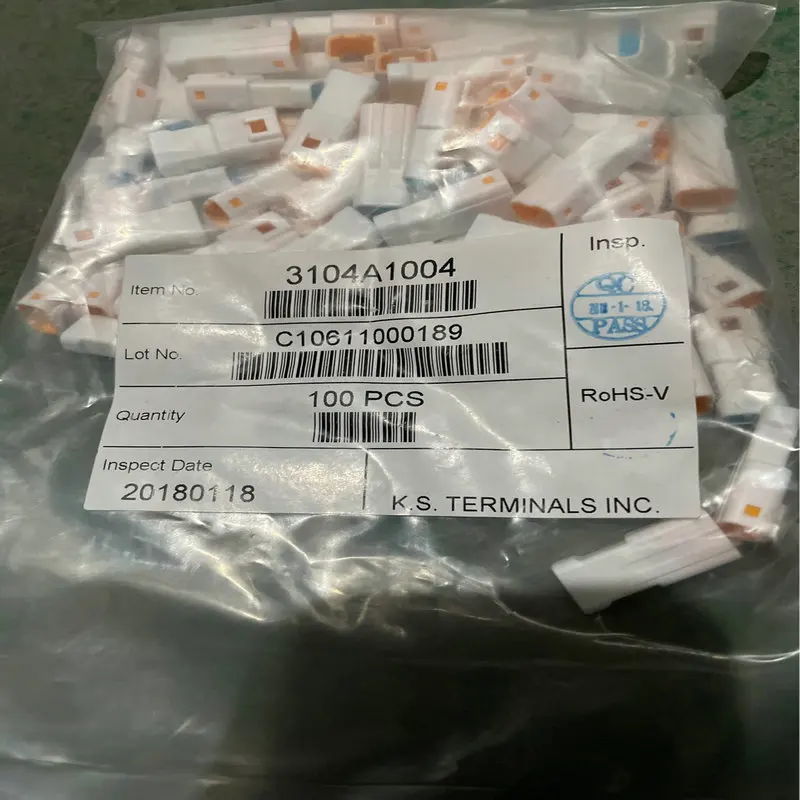 Item No.
3104A1004
Insp.
QC
PASS
Lot No.
C10611000189
RoHS-V
Quantity
100 PCS
Inspect Date
20180118
K.S. TERMINALS INC.